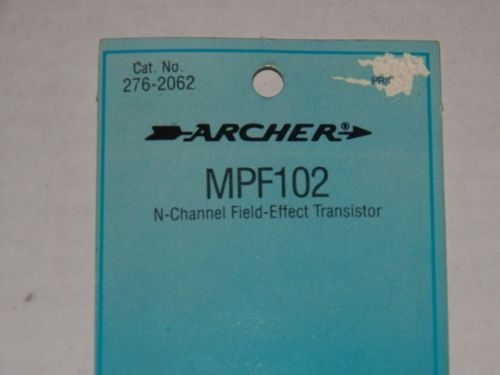 Cat. No.
276-2062
ARCHER®
MPF102
N-Channel Field-Effect Transistor